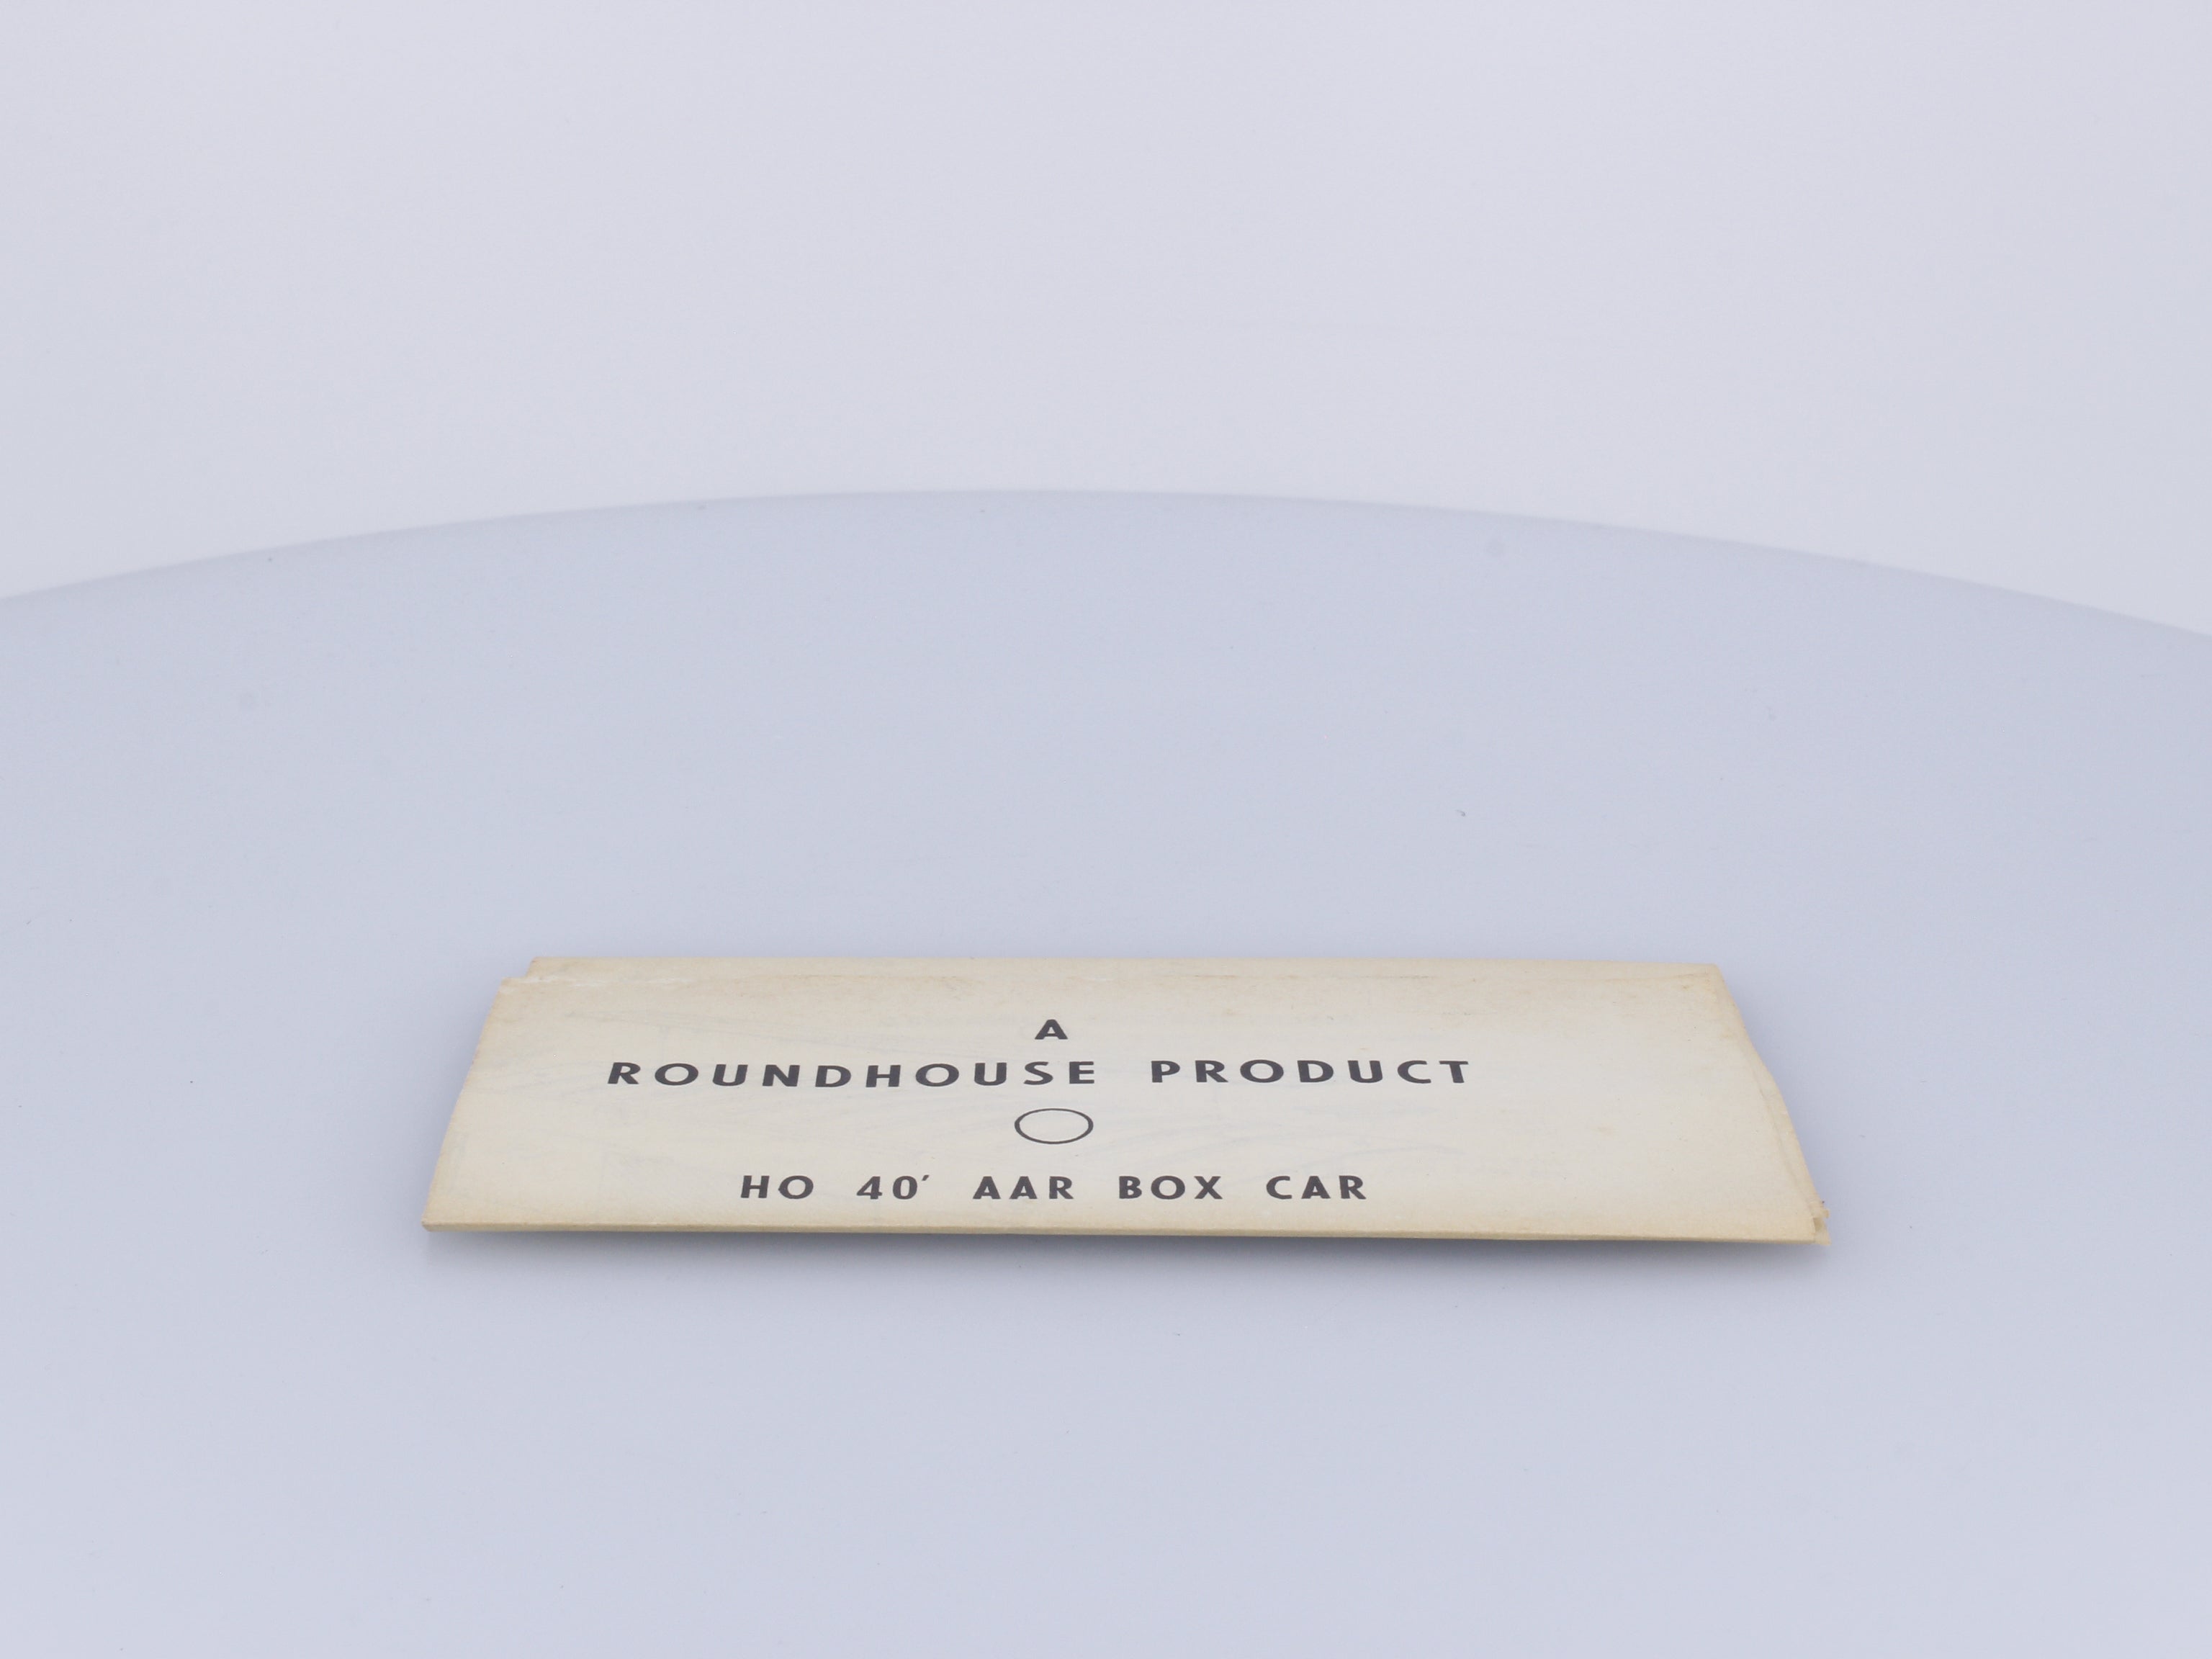 A
ROUNDHOUSE PRODUCT
HO 40' AAR BOX CAR